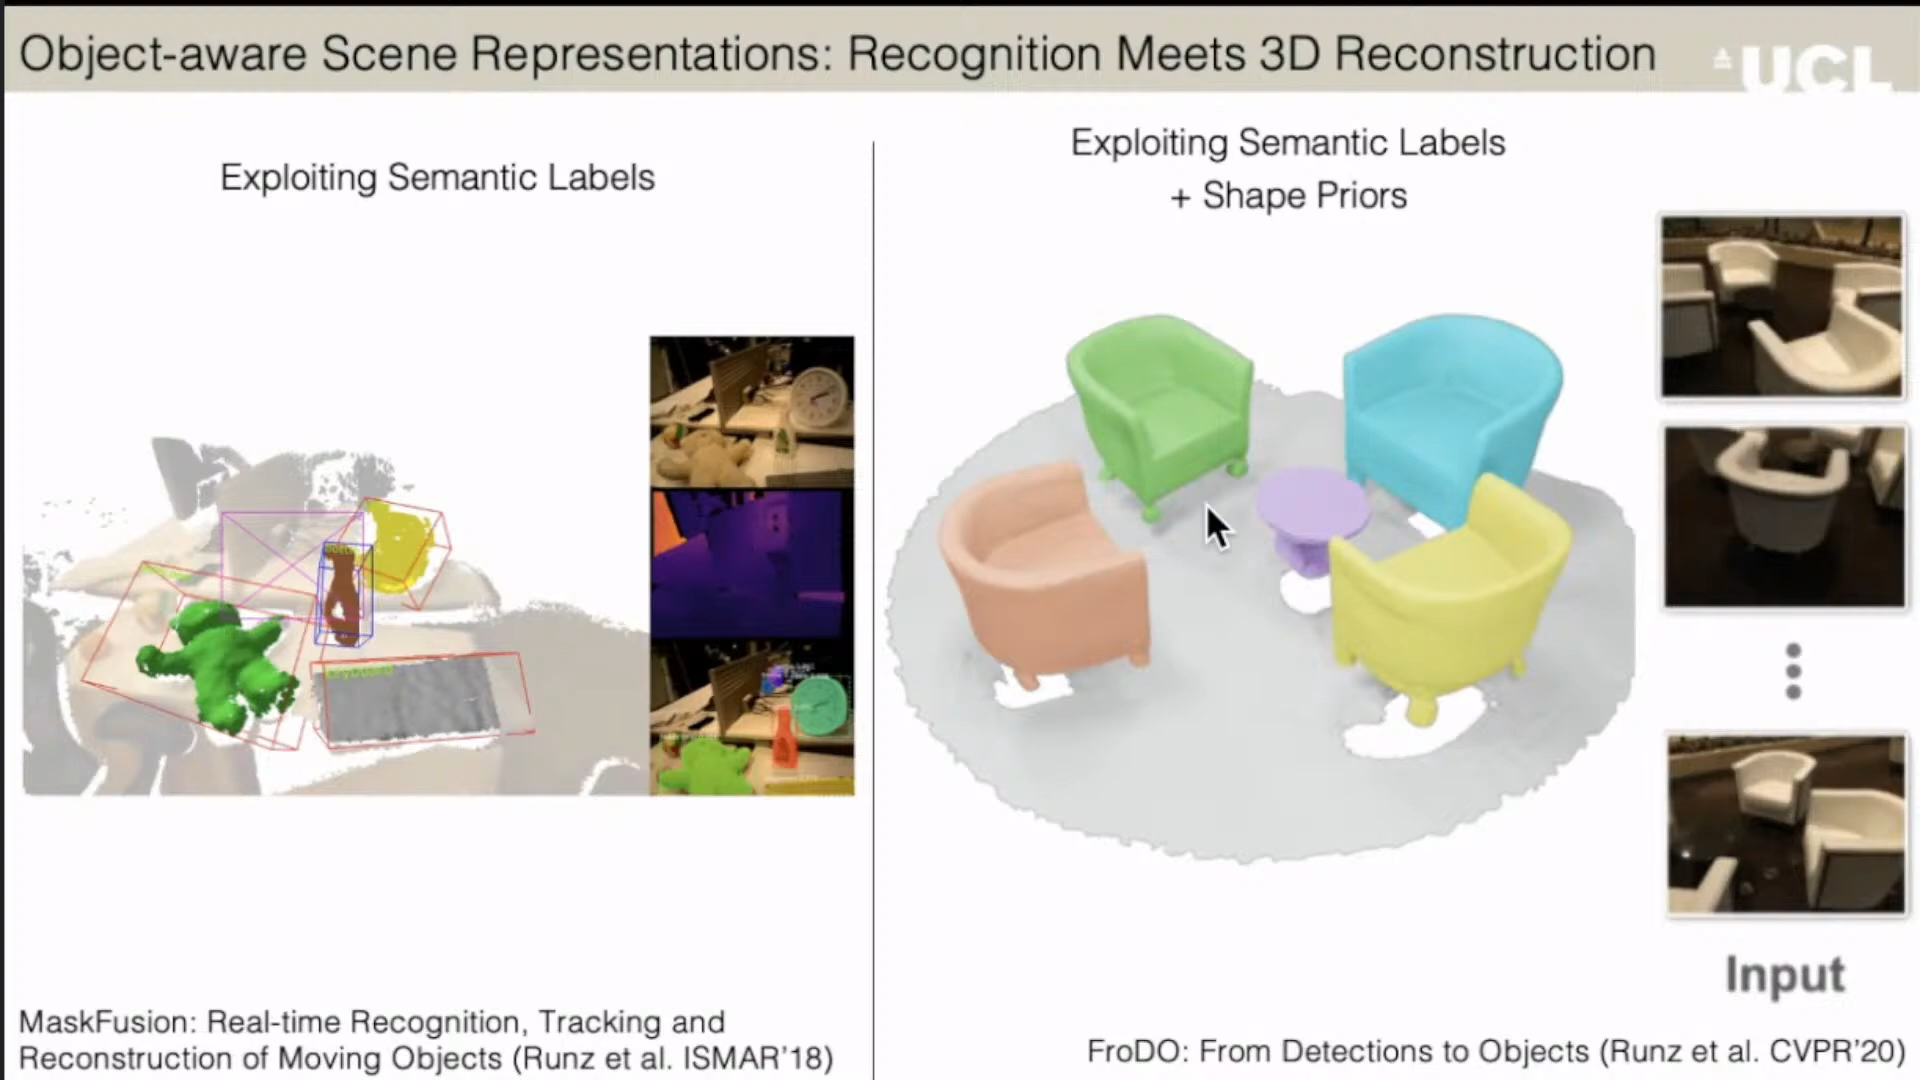 Object-aware Scene Representations: Recognition Meets 3D Reconstruction
UCL
Exploiting Semantic Labels
Exploiting Semantic Labels
+ Shape Priors
keyboard
Input
MaskFusion: Real-time Recognition, Tracking and
Reconstruction of Moving Objects (Runz et al. ISMAR'18)
FroDO: From Detections to Objects (Runz et al. CVPR'20)